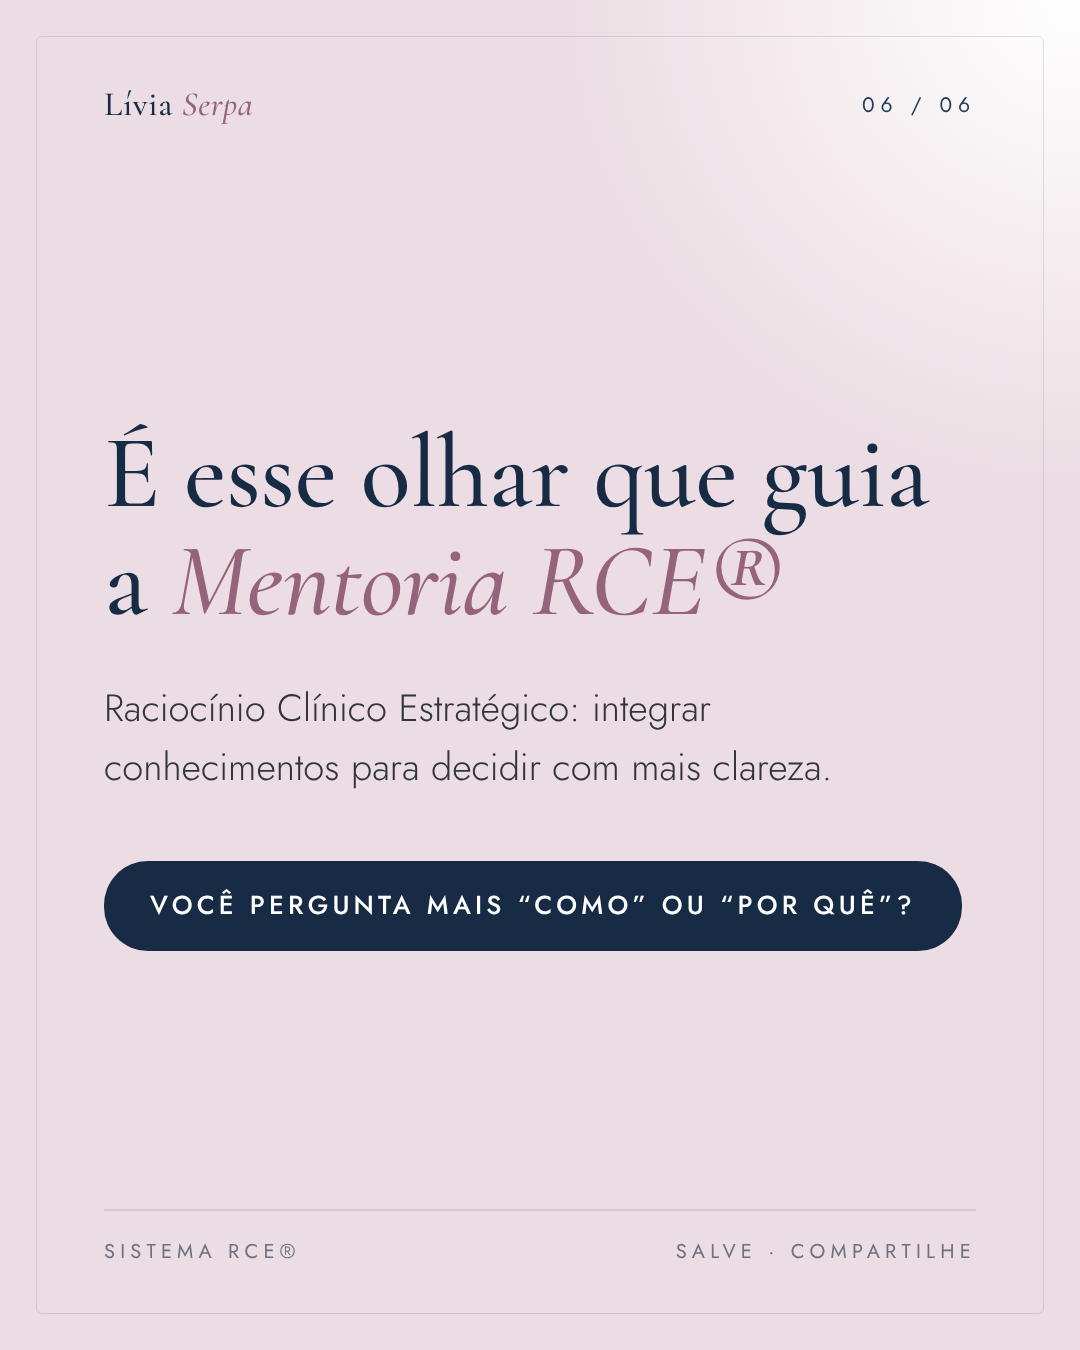 Lívia Serpa
06 / 06
É esse olhar que guia
a Mentoria RCE®
Raciocínio Clínico Estratégico: integrar
conhecimentos para decidir com mais clareza.
VOCÊ PERGUNTA MAIS “COMO” OU “POR QUÊ”?
SISTEMA RCE®
SALVE · COMPARTILHE